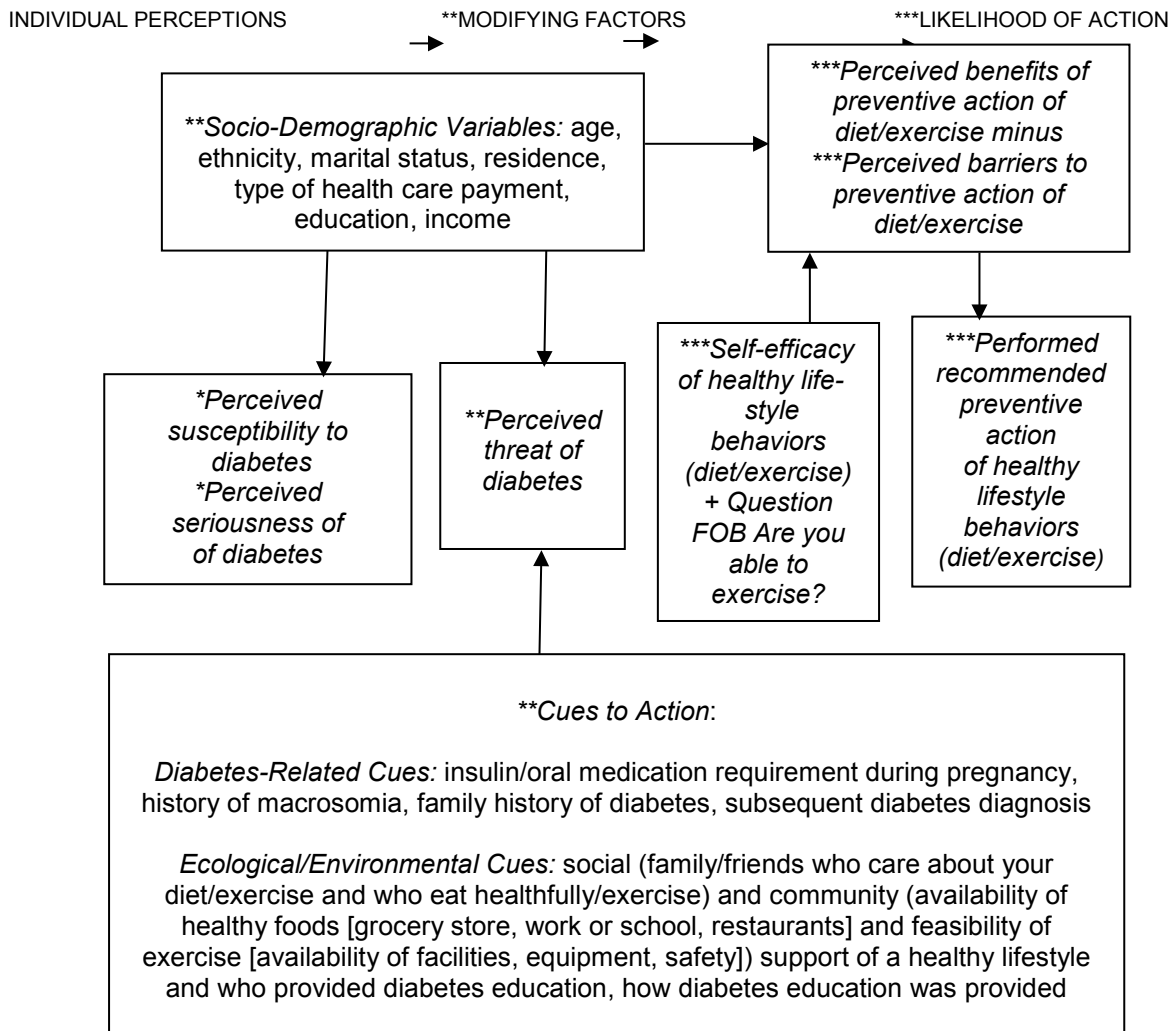 INDIVIDUAL PERCEPTIONS **MODIFYING FACTORS ***LIKELIHOOD OF ACTION
**Socio-Demographic Variables: age,
ethnicity, marital status, residence,
type of health care payment,
education, income
***Perceived benefits of
preventive action of
diet/exercise minus
***Perceived barriers to
preventive action of
diet/exercise
*Perceived
susceptibility to
diabetes
*Perceived
seriousness of
of diabetes
**Perceived
threat of
diabetes
***Self-efficacy
of healthy life-
style
behaviors
(diet/exercise)
+ Question
FOB Are you
able to
exercise?
***Performed
recommended
preventive
action
of healthy
lifestyle
behaviors
(diet/exercise)
**Cues to Action:
Diabetes-Related Cues: insulin/oral medication requirement during pregnancy,
history of macrosomia, family history of diabetes, subsequent diabetes diagnosis
Ecological/Environmental Cues: social (family/friends who care about your
diet/exercise and who eat healthfully/exercise) and community (availability of
healthy foods [grocery store, work or school, restaurants] and feasibility of
exercise [availability of facilities, equipment, safety]) support of a healthy lifestyle
and who provided diabetes education, how diabetes education was provided